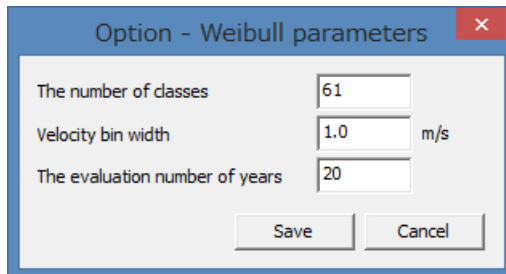 Option - Weibull parameters
The number of classes 61
Velocity bin width 1.0 m/s
The evaluation number of years 20
Save Cancel